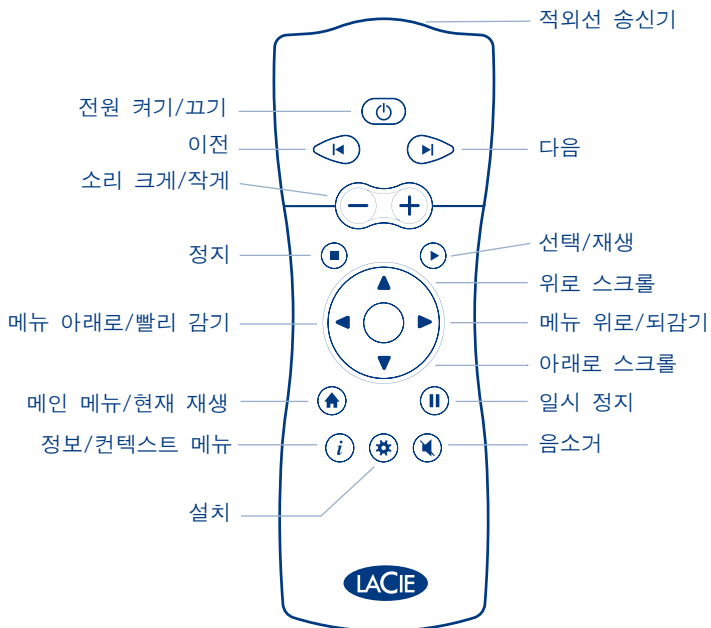 적외선 송신기
전원 켜기/끄기
이전
다음
소리 크게/작게
정지
선택/재생
위로 스크롤
메뉴 아래로/빨리 감기
메뉴 위로/되감기
아래로 스크롤
메인 메뉴/현재 재생
일시 정지
정보/컨텍스트 메뉴
음소거
i
설치
LACIE